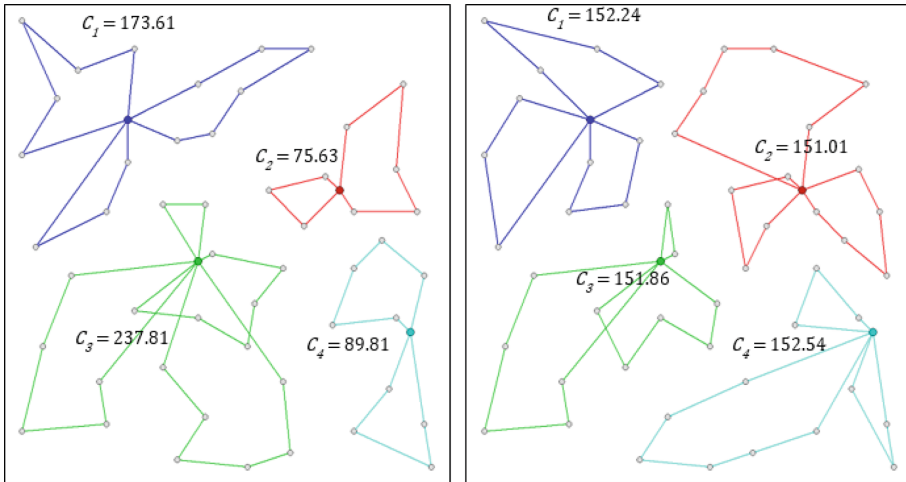 C₁ = 173.61
C₂ = 75.63
C₃ = 237.81
C₄ = 89.81
C₁ = 152.24
C₂ = 151.01
C₃ = 151.86
C₄ = 152.54